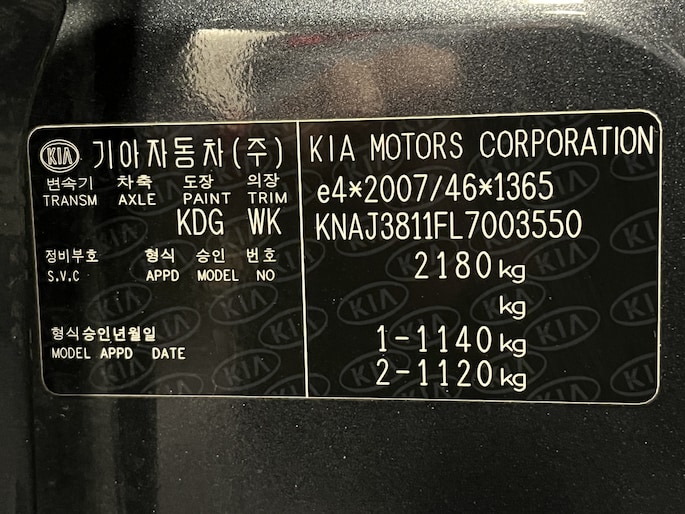 KIA 기아자동차(주)
변속기 차축 도장 의장
TRANSM AXLE PAINT TRIM
KDG WK
정비부호 형식 승인 번호
S.V.C APPD MODEL NO
형식승인년월일
MODEL APPD DATE
KIA MOTORS CORPORATION
e4*2007/46*1365
KNAJ3811FL7003550
2180 kg
kg
1-1140 kg
2-1120 kg